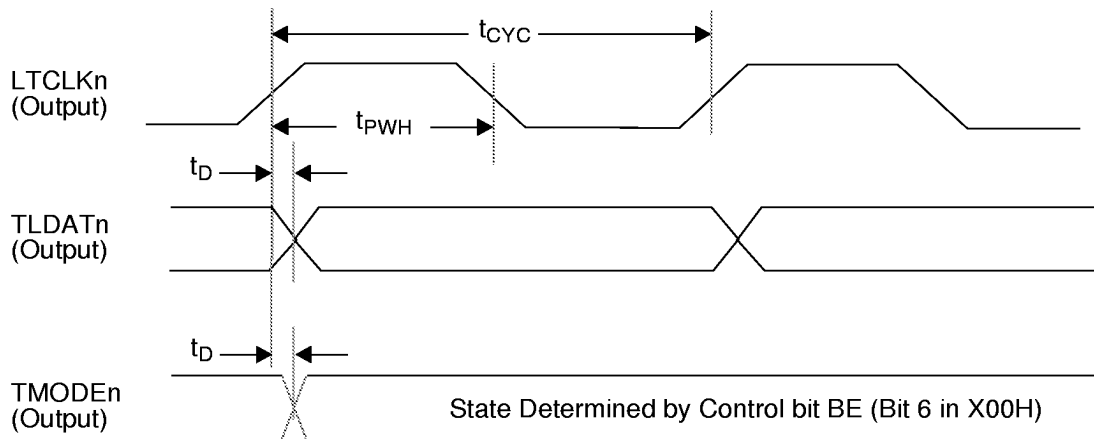 tCYC
LTCLKn
(Output)
tPWH
tD
TLDATn
(Output)
tD
TMODEn
(Output)
State Determined by Control bit BE (Bit 6 in X00H)